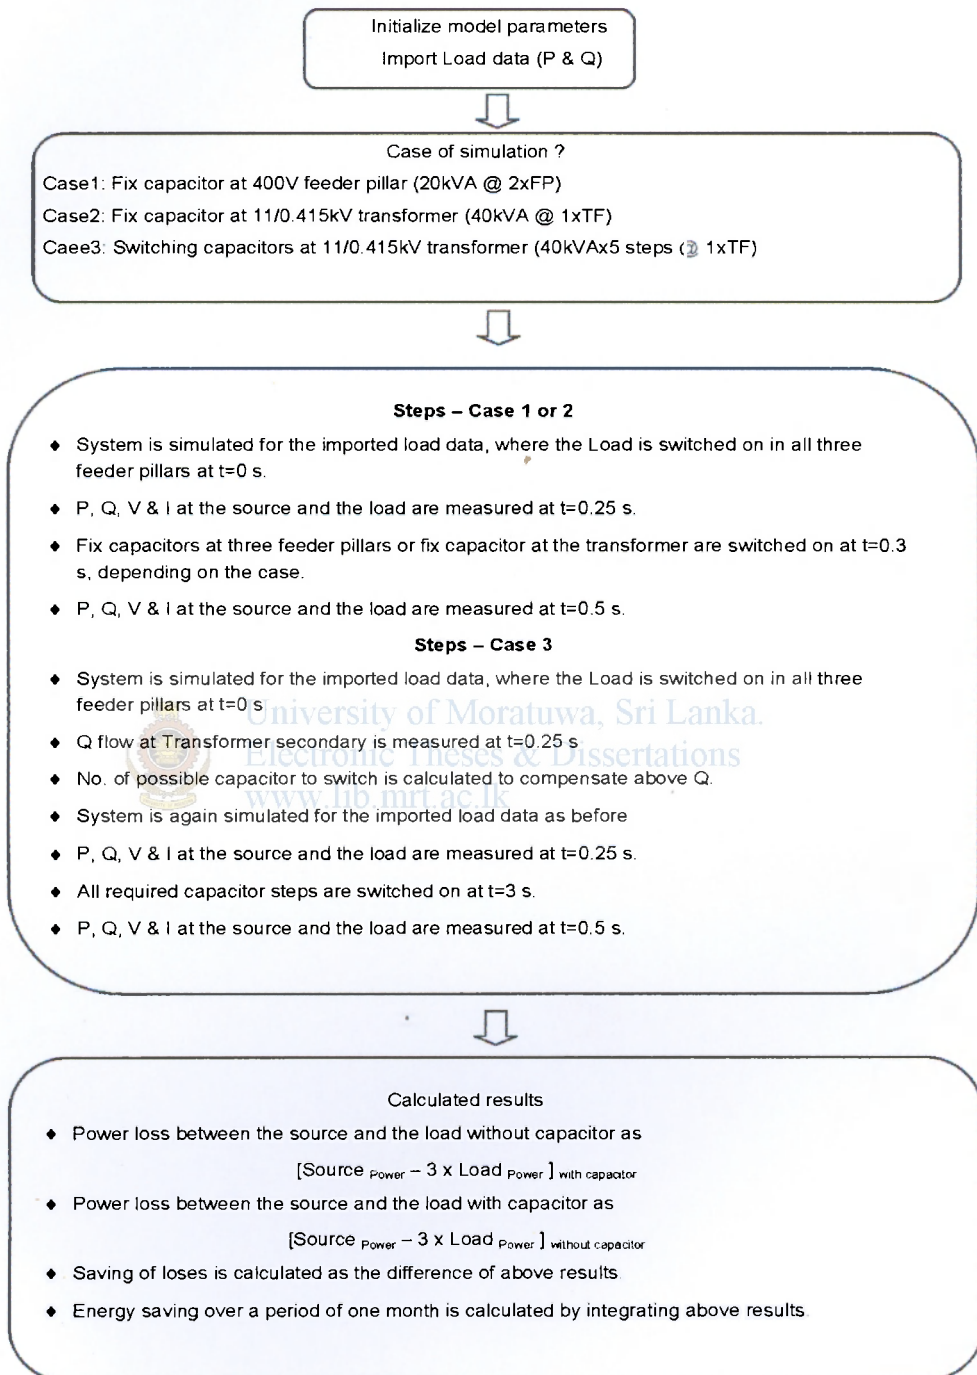 Initialize model parameters
Import Load data (P & Q)
Case of simulation ?
Case1: Fix capacitor at 400V feeder pillar (20kVA @ 2xFP)
Case2: Fix capacitor at 11/0.415kV transformer (40kVA @ 1xTF)
Caee3: Switching capacitors at 11/0.415kV transformer (40kVAx5 steps (@ 1xTF)
Steps – Case 1 or 2
♦ System is simulated for the imported load data, where the Load is switched on in all three
feeder pillars at t=0 s.
♦ P, Q, V & I at the source and the load are measured at t=0.25 s.
♦ Fix capacitors at three feeder pillars or fix capacitor at the transformer are switched on at t=0.3
s, depending on the case.
♦ P, Q, V & I at the source and the load are measured at t=0.5 s.
Steps – Case 3
♦ System is simulated for the imported load data, where the Load is switched on in all three
feeder pillars at t=0 s
University of Moratuwa, Sri Lanka.
♦ Q flow at Transformer secondary is measured at t=0.25 s
Electronic Theses & Dissertations
♦ No. of possible capacitor to switch is calculated to compensate above Q.
www.lib.mrt.ac.lk
♦ System is again simulated for the imported load data as before
♦ P, Q, V & I at the source and the load are measured at t=0.25 s.
♦ All required capacitor steps are switched on at t=3 s.
♦ P, Q, V & I at the source and the load are measured at t=0.5 s.
Calculated results
♦ Power loss between the source and the load without capacitor as
[Source Power – 3 x Load Power ] with capacitor
♦ Power loss between the source and the load with capacitor as
[Source Power – 3 x Load Power ] without capacitor
♦ Saving of loses is calculated as the difference of above results
♦ Energy saving over a period of one month is calculated by integrating above results